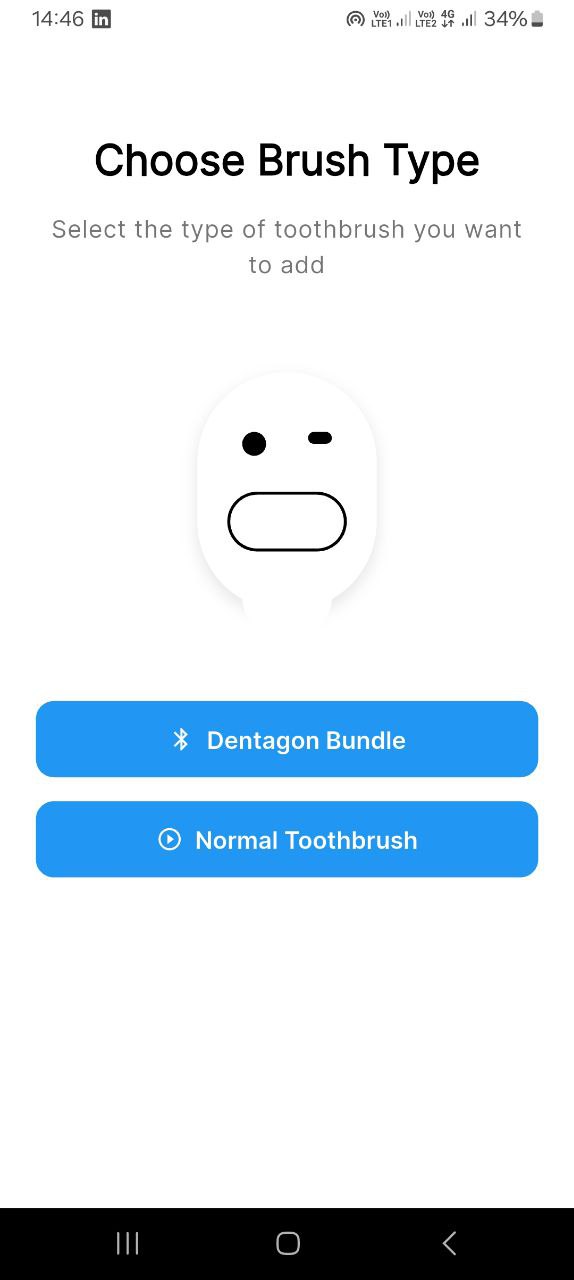 14:46 in Vo) LTE1 Vo) LTE2 4G 34%
Choose Brush Type
Select the type of toothbrush you want
to add
Dentagon Bundle
Normal Toothbrush